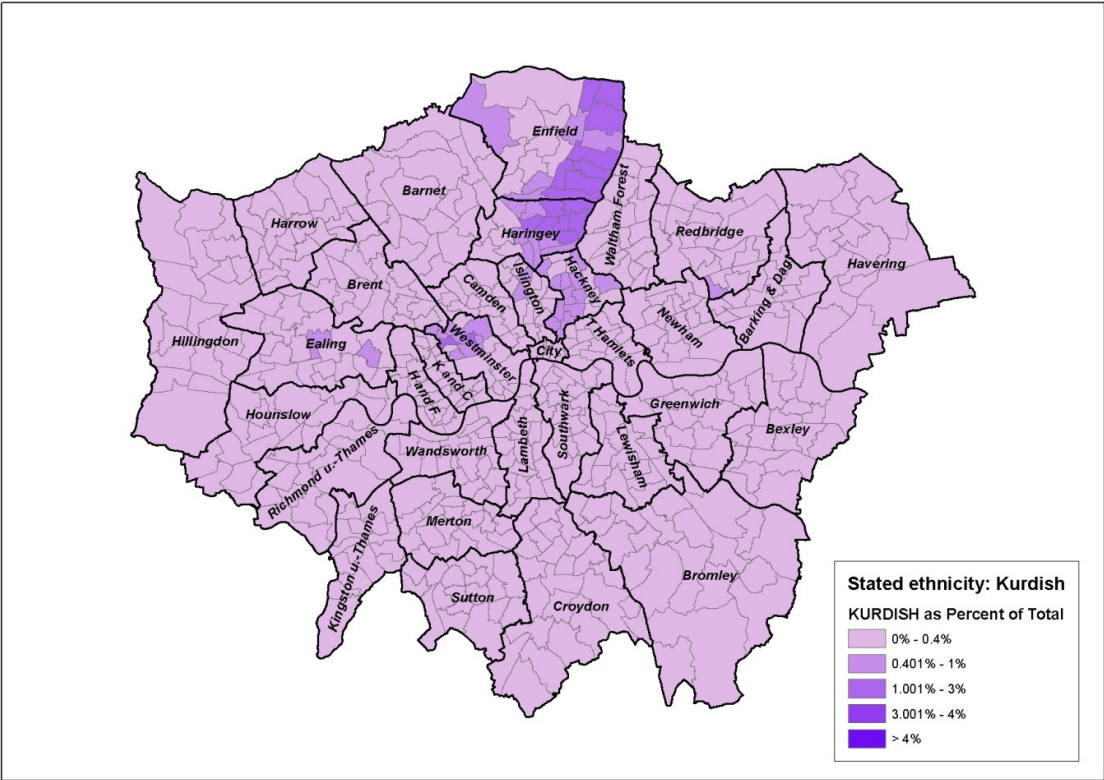 Enfield
Barnet
Harrow
Haringey
Waltham Forest
Redbridge
Havering
Brent
Camden
Islington
Hackney
Barking & Dag'
Hillingdon
Ealing
Westminster
City
T Hamlets
Newham
H and F
K and C
Hounslow
Greenwich
Bexley
Richmond u.-Thames
Wandsworth
Lambeth
Southwark
Lewisham
Kingston u.-Thames
Merton
Sutton
Croydon
Bromley
Stated ethnicity: Kurdish
KURDISH as Percent of Total
0% - 0.4%
0.401% - 1%
1.001% - 3%
3.001% - 4%
> 4%